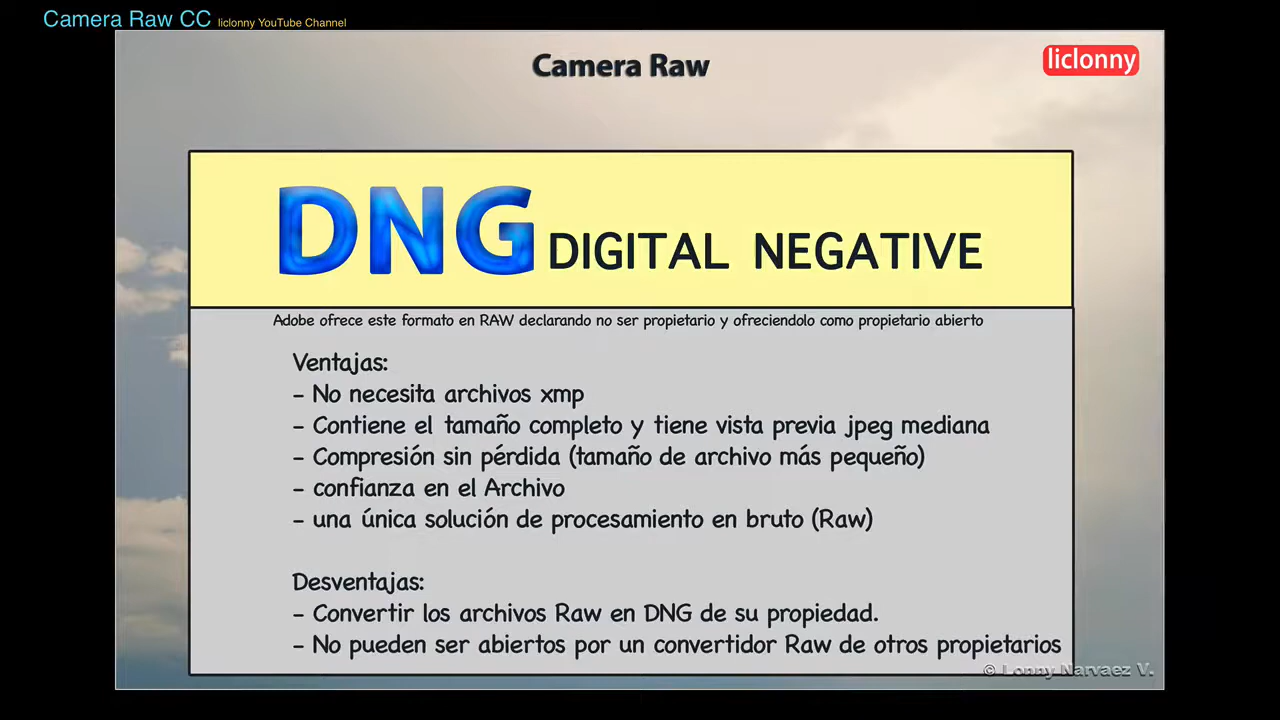 Camera Raw CC liclonny YouTube Channel
Camera Raw
liclonny
DNG DIGITAL NEGATIVE
Adobe ofrece este formato en RAW declarando no ser propietario y ofreciendolo como propietario abierto
Ventajas:
- No necesita archivos xmp
- Contiene el tamaño completo y tiene vista previa jpeg mediana
- Compresión sin pérdida (tamaño de archivo más pequeño)
- confianza en el Archivo
- una única solución de procesamiento en bruto (Raw)
Desventajas:
- Convertir los archivos Raw en DNG de su propiedad.
- No pueden ser abiertos por un convertidor Raw de otros propietarios
© Lonny Narvaez V.